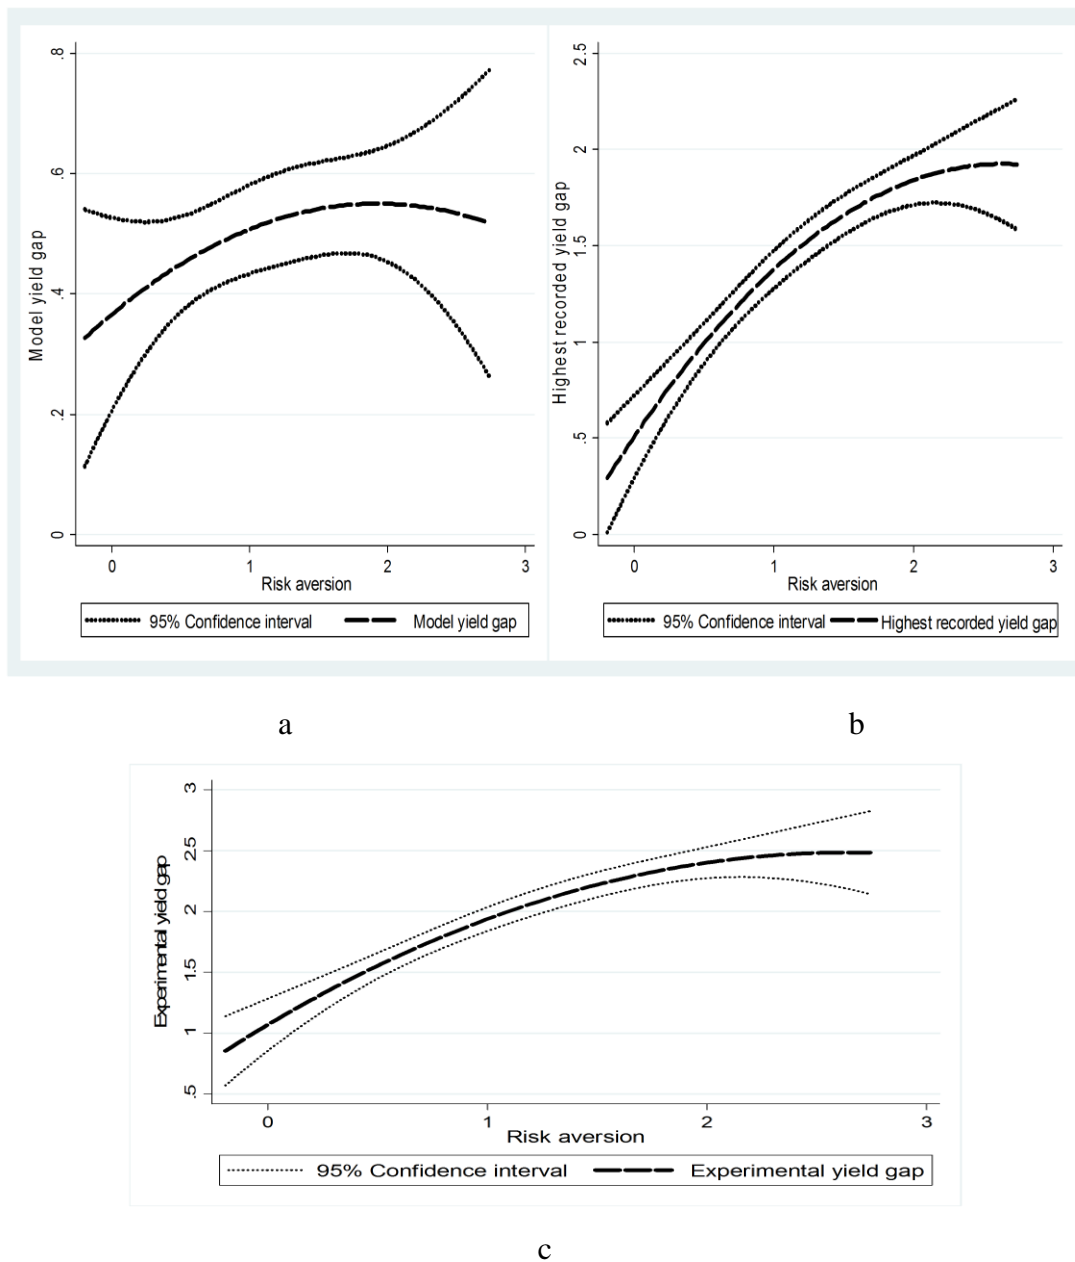 Model yield gap
.8
.6
.4
.2
0
0 1 2 3
Risk aversion
95% Confidence interval Model yield gap
Highest recorded yield gap
2.5
2
1.5
1
.5
0
0 1 2 3
Risk aversion
95% Confidence interval Highest recorded yield gap
a b
Experimental yield gap
3
2.5
2
1.5
1
.5
0 1 2 3
Risk aversion
95% Confidence interval Experimental yield gap
c